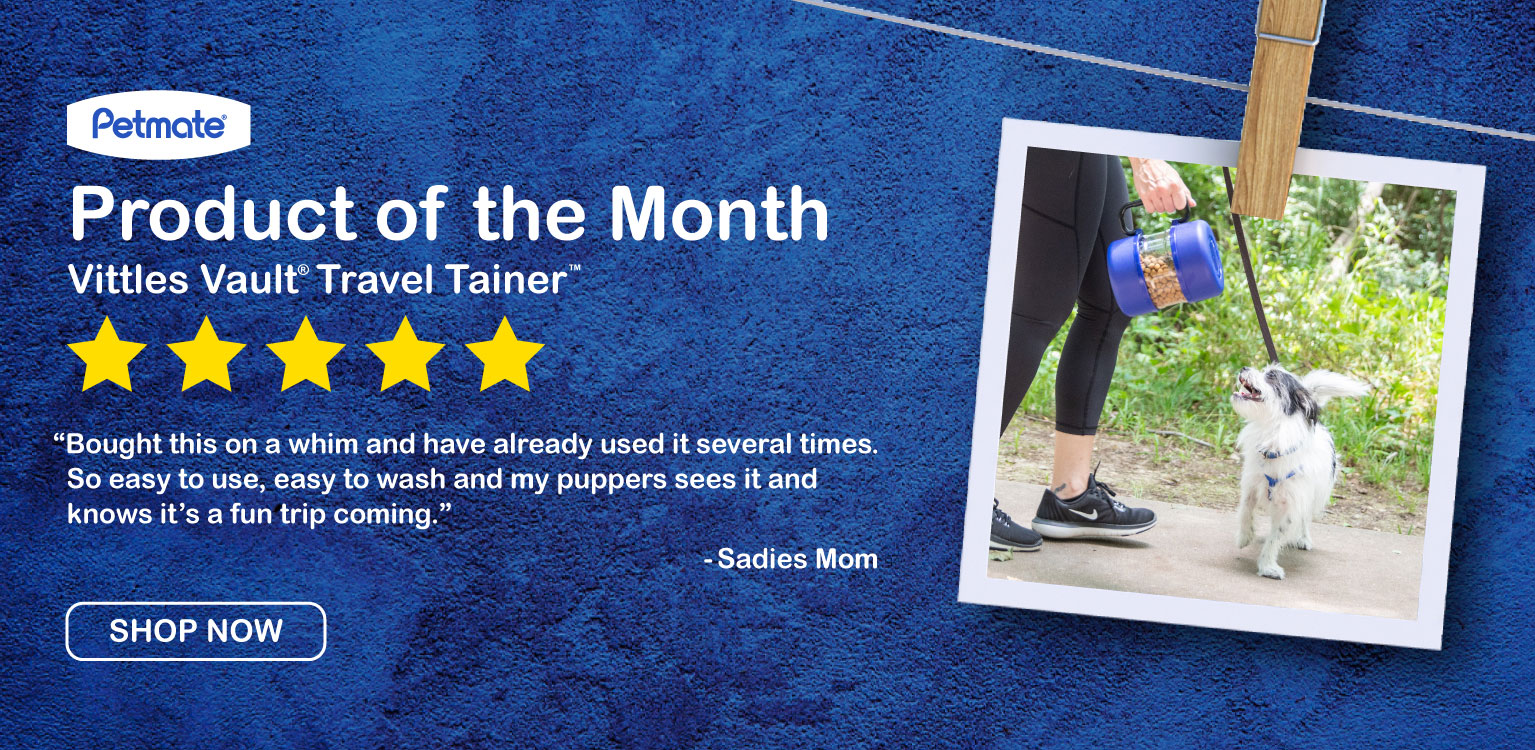 Petmate®
Product of the Month
Vittles Vault® Travel Tainer™
“Bought this on a whim and have already used it several times.
So easy to use, easy to wash and my puppers sees it and
knows it’s a fun trip coming.”
- Sadies Mom
SHOP NOW